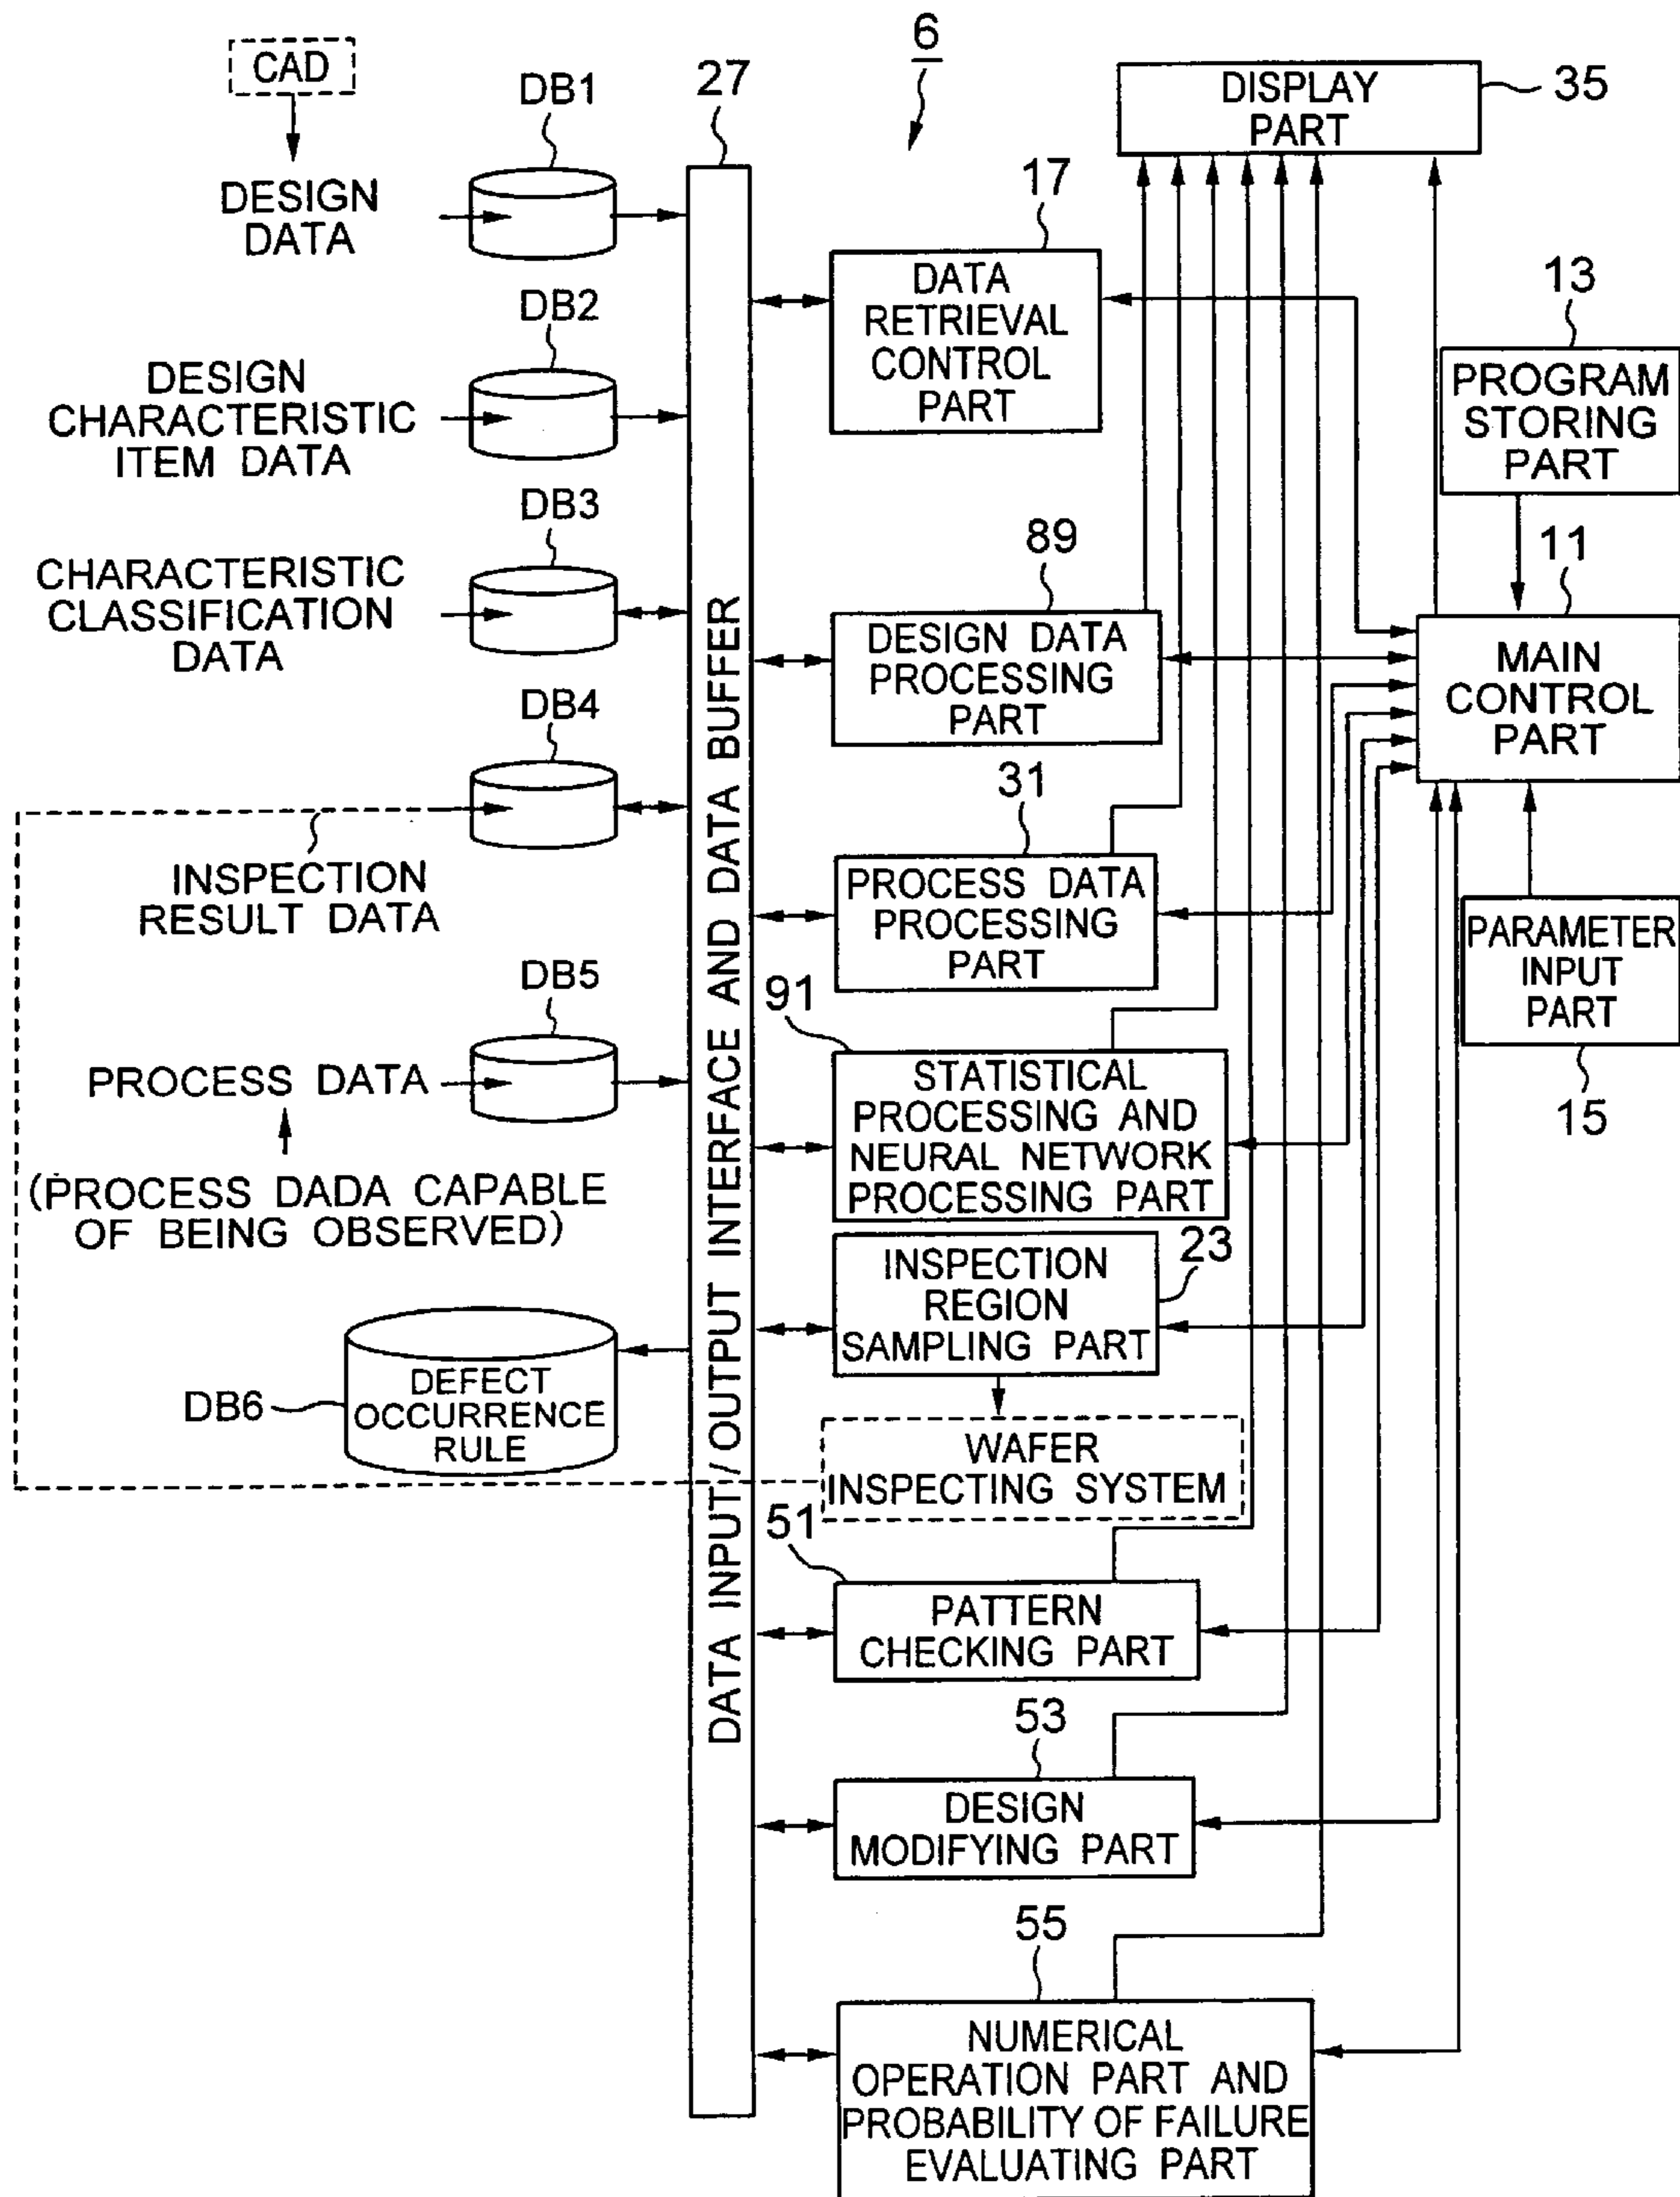 6
CAD
DB1
27
DISPLAY
PART
35
DESIGN
DATA
17
DATA
RETRIEVAL
CONTROL
PART
13
PROGRAM
STORING
PART
DB2
DESIGN
CHARACTERISTIC
ITEM DATA
DB3
CHARACTERISTIC
CLASSIFICATION
DATA
89
DESIGN DATA
PROCESSING
PART
11
MAIN
CONTROL
PART
DB4
INSPECTION
RESULT DATA
31
PROCESS DATA
PROCESSING
PART
PARAMETER
INPUT
PART
15
DB5
PROCESS DATA
(PROCESS DADA CAPABLE
OF BEING OBSERVED)
DATA INPUT/OUTPUT INTERFACE AND DATA BUFFER
91
STATISTICAL
PROCESSING AND
NEURAL NETWORK
PROCESSING PART
23
INSPECTION
REGION
SAMPLING PART
DB6
DEFECT
OCCURRENCE
RULE
WAFER
INSPECTING SYSTEM
51
PATTERN
CHECKING PART
53
DESIGN
MODIFYING PART
55
NUMERICAL
OPERATION PART AND
PROBABILITY OF FAILURE
EVALUATING PART